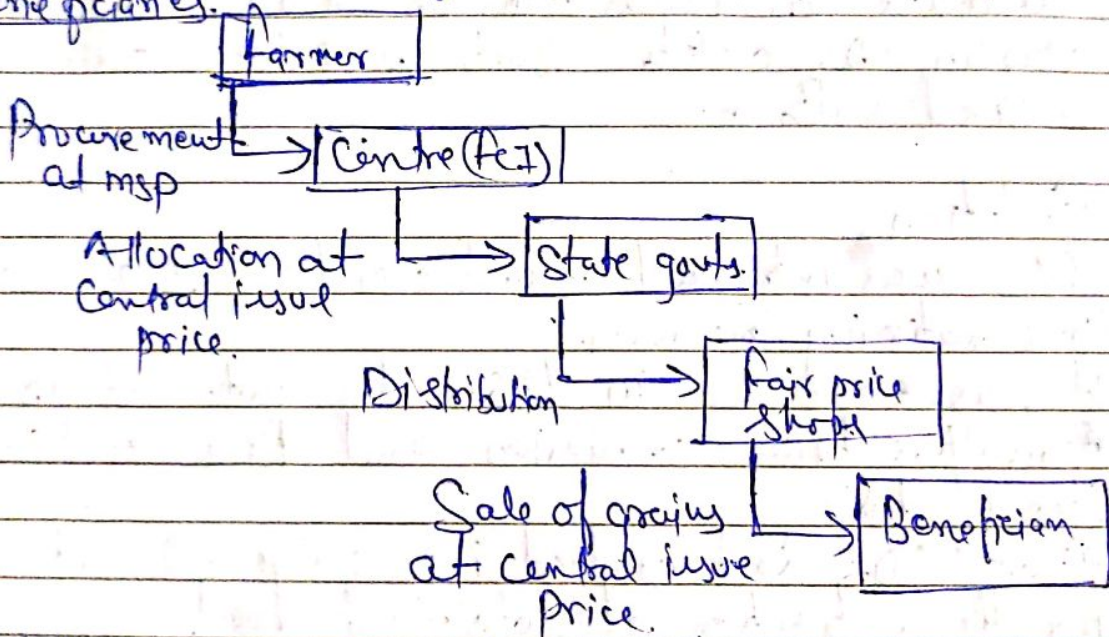 Farmer.
Procurement
at msp
Centre (FCI)
Allocation at
Central issue
price.
State govts.
Distribution
Fair price
Shops
Sale of grains
at central issue
Price.